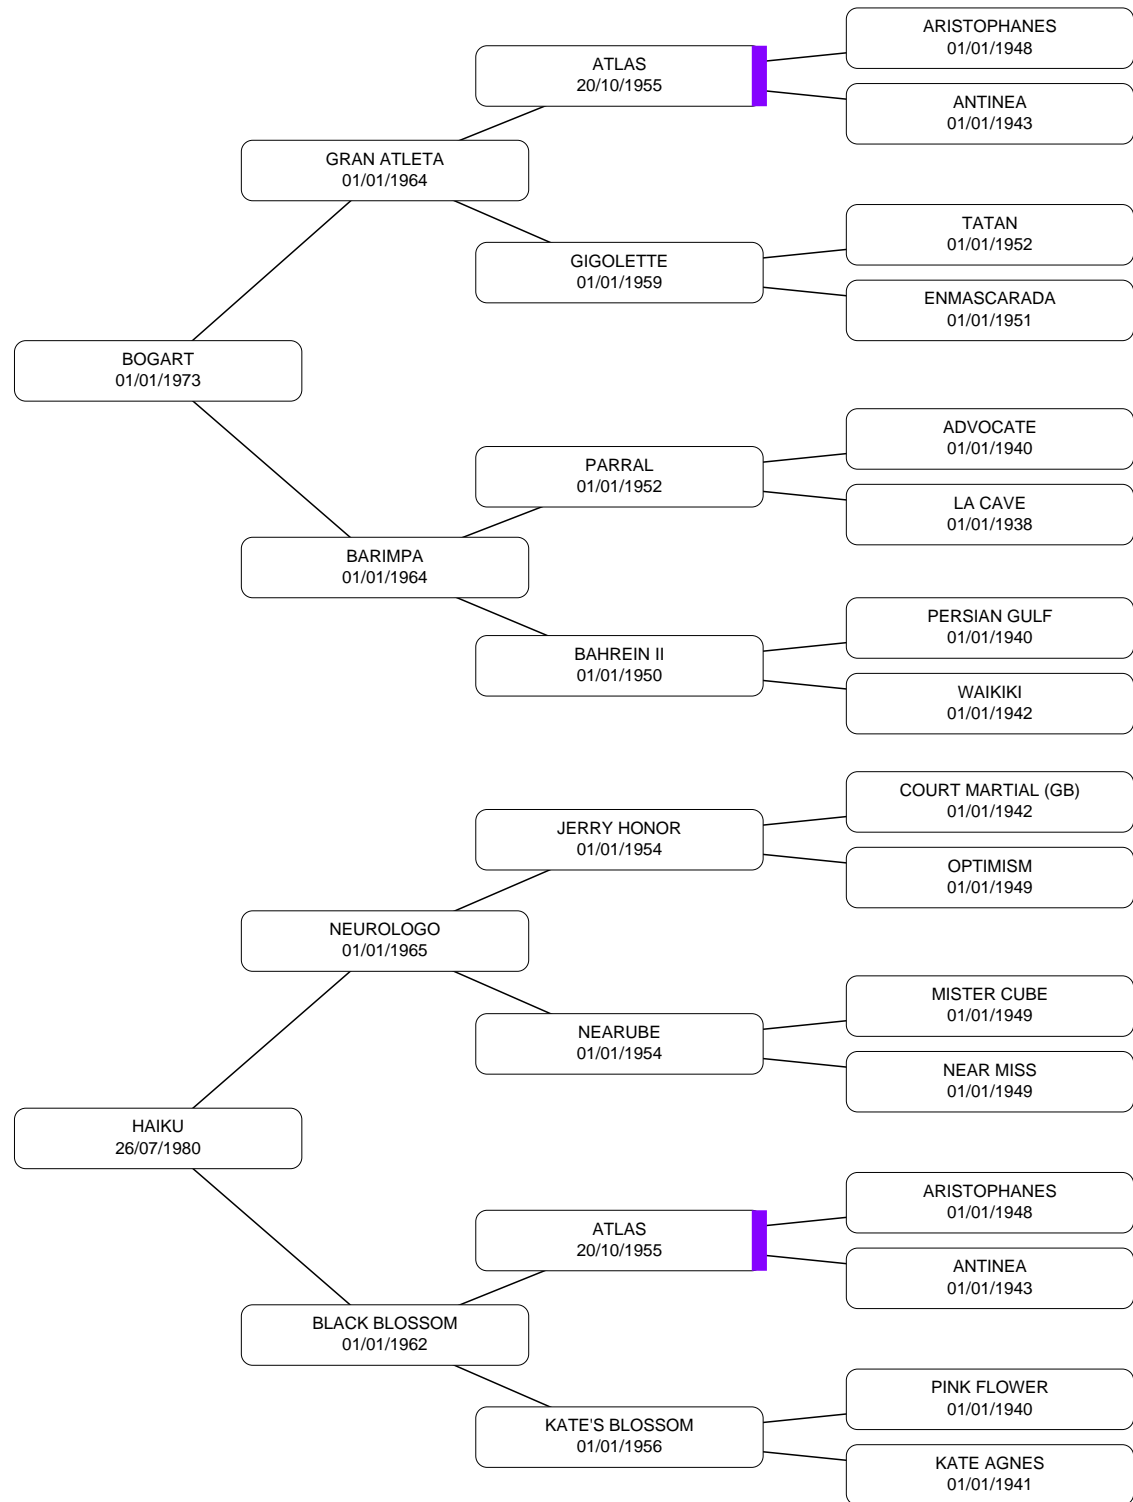 ARISTOPHANES
01/01/1948
ATLAS
20/10/1955
ANTINEA
01/01/1943
GRAN ATLETA
01/01/1964
TATAN
01/01/1952
GIGOLETTE
01/01/1959
ENMASCARADA
01/01/1951
BOGART
01/01/1973
ADVOCATE
01/01/1940
PARRAL
01/01/1952
LA CAVE
01/01/1938
BARIMPA
01/01/1964
PERSIAN GULF
01/01/1940
BAHREIN II
01/01/1950
WAIKIKI
01/01/1942
COURT MARTIAL (GB)
01/01/1942
JERRY HONOR
01/01/1954
OPTIMISM
01/01/1949
NEUROLOGO
01/01/1965
MISTER CUBE
01/01/1949
NEARUBE
01/01/1954
NEAR MISS
01/01/1949
HAIKU
26/07/1980
ARISTOPHANES
01/01/1948
ATLAS
20/10/1955
ANTINEA
01/01/1943
BLACK BLOSSOM
01/01/1962
PINK FLOWER
01/01/1940
KATE'S BLOSSOM
01/01/1956
KATE AGNES
01/01/1941